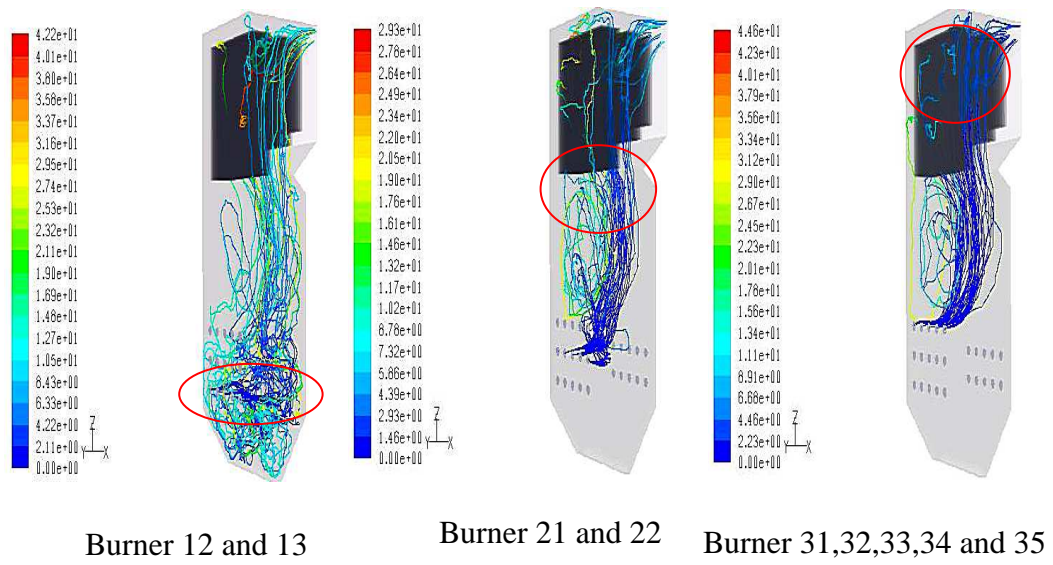 4.22e+01
4.01e+01
3.80e+01
3.58e+01
3.37e+01
3.16e+01
2.95e+01
2.74e+01
2.53e+01
2.32e+01
2.11e+01
1.90e+01
1.69e+01
1.48e+01
1.27e+01
1.05e+01
8.43e+00
6.33e+00
4.22e+00
2.11e+00
0.00e+00
Z
Y X
2.93e+01
2.78e+01
2.64e+01
2.49e+01
2.34e+01
2.20e+01
2.05e+01
1.90e+01
1.76e+01
1.61e+01
1.46e+01
1.32e+01
1.17e+01
1.02e+01
8.78e+00
7.32e+00
5.86e+00
4.39e+00
2.93e+00
1.46e+00
0.00e+00
Z
Y X
4.46e+01
4.23e+01
4.01e+01
3.79e+01
3.56e+01
3.34e+01
3.12e+01
2.90e+01
2.67e+01
2.45e+01
2.23e+01
2.01e+01
1.78e+01
1.56e+01
1.34e+01
1.11e+01
8.91e+00
6.68e+00
4.46e+00
2.23e+00
0.00e+00
Z
Y X
Burner 12 and 13
Burner 21 and 22
Burner 31,32,33,34 and 35